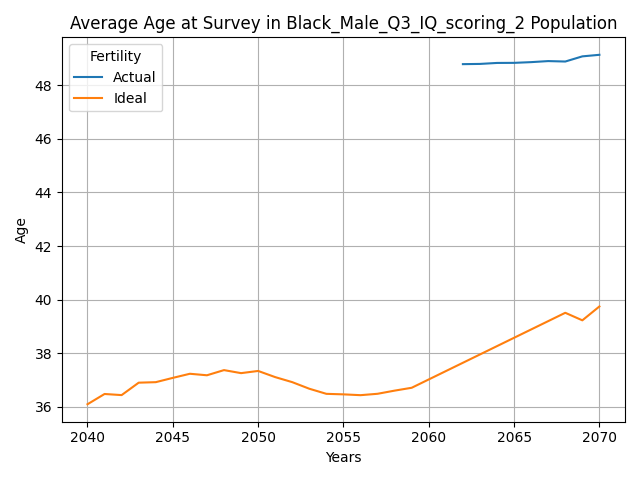 Average Age at Survey in Black_Male_Q3_IQ_scoring_2 Population
Fertility
Actual
Ideal
48
46
44
42
40
38
36
Age
2040 2045 2050 2055 2060 2065 2070
Years